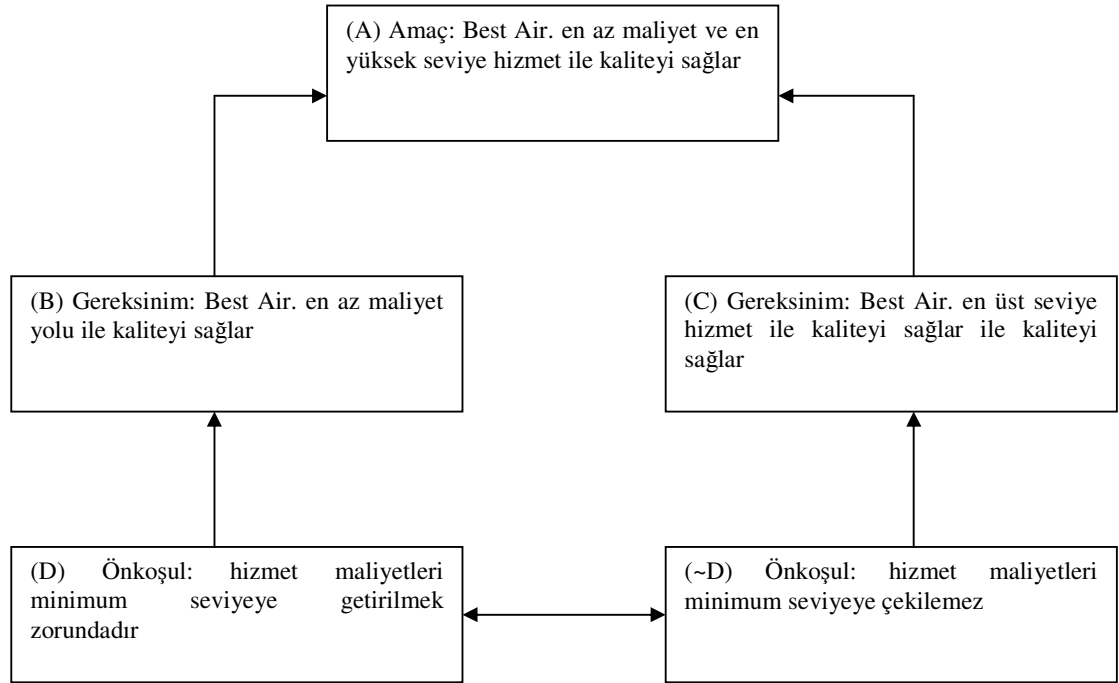 (A) Amaç: Best Air. en az maliyet ve en
yüksek seviye hizmet ile kaliteyi sağlar
(B) Gereksinim: Best Air. en az maliyet
yolu ile kaliteyi sağlar
(C) Gereksinim: Best Air. en üst seviye
hizmet ile kaliteyi sağlar ile kaliteyi
sağlar
(D) Önkoşul: hizmet maliyetleri
minimum seviyeye getirilmek
zorundadır
(~D) Önkoşul: hizmet maliyetleri
minimum seviyeye çekilemez